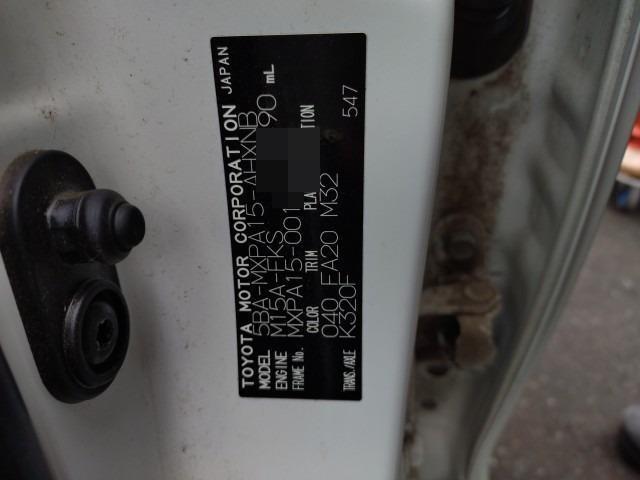 TOYOTA MOTOR CORPORATION JAPAN
MODEL 5BA-MXPA15-AHXNB
ENGINE M15A-FKS 90 mL
FRAME No. MXPA15-001
COLOR TRIM PLA TION
040 EA20 M32 547
TRANS./AXLE K320F